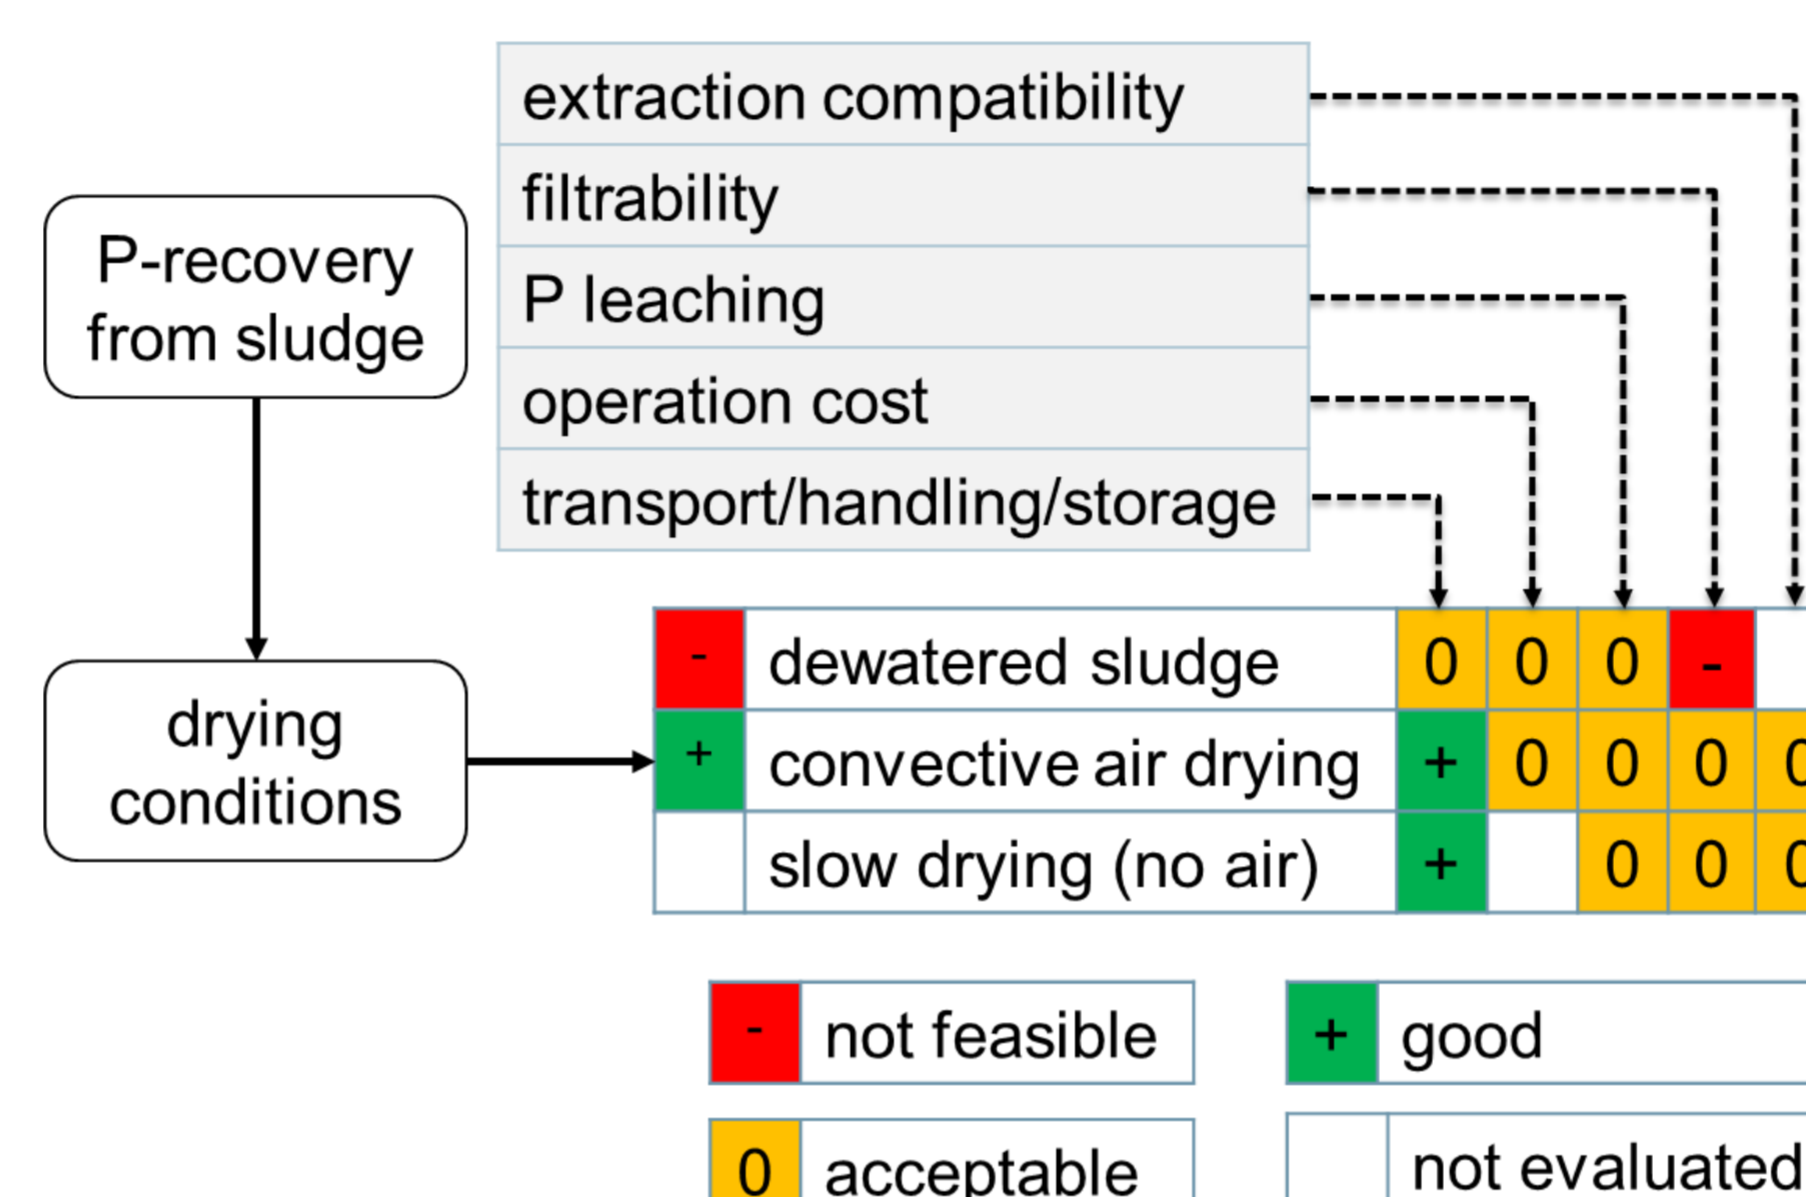 extraction compatibility
filtrability
P-recovery
from sludge
P leaching
operation cost
transport/handling/storage
drying
conditions
- dewatered sludge 0 0 0 -
+ convective air drying + 0 0 0 0
slow drying (no air) + 0 0 0
- not feasible
+ good
0 acceptable
not evaluated